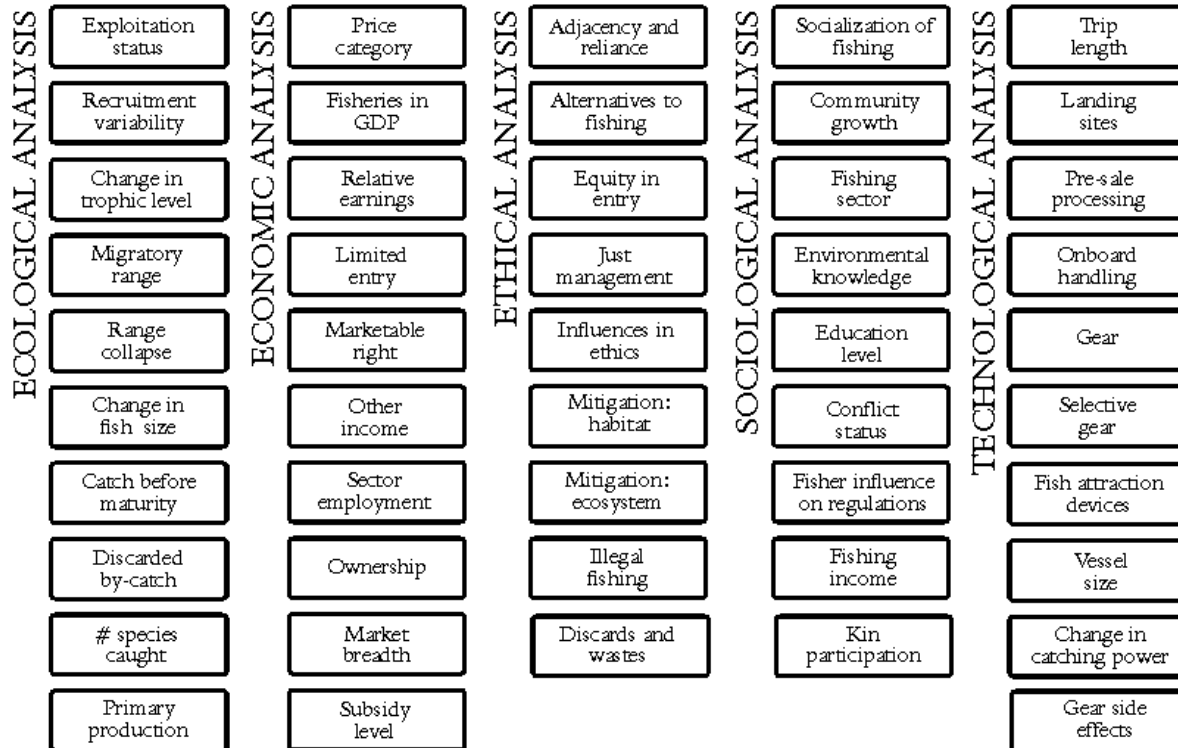 ECOLOGICAL ANALYSIS
Exploitation
status
Recruitment
variability
Change in
trophic level
Migratory
range
Range
collapse
Change in
fish size
Catch before
maturity
Discarded
by-catch
# species
caught
Primary
production
ECONOMIC ANALYSIS
Price
category
Fisheries in
GDP
Relative
earnings
Limited
entry
Marketable
right
Other
income
Sector
employment
Ownership
Market
breadth
Subsidy
level
ETHICAL ANALYSIS
Adjacency and
reliance
Alternatives to
fishing
Equity in
entry
Just
management
Influences in
ethics
Mitigation:
habitat
Mitigation:
ecosystem
Illegal
fishing
Discards and
wastes
SOCIOLOGICAL ANALYSIS
Socialization of
fishing
Community
growth
Fishing
sector
Environmental
knowledge
Education
level
Conflict
status
Fisher influence
on regulations
Fishing
income
Kin
participation
TECHNOLOGICAL ANALYSIS
Trip
length
Landing
sites
Pre-sale
processing
Onboard
handling
Gear
Selective
gear
Fish attraction
devices
Vessel
size
Change in
catching power
Gear side
effects